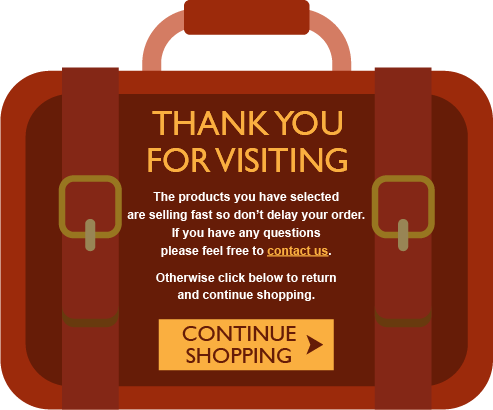 THANK YOU
FOR VISITING
The products you have selected
are selling fast so don’t delay your order.
If you have any questions
please feel free to contact us.
Otherwise click below to return
and continue shopping.
CONTINUE
SHOPPING